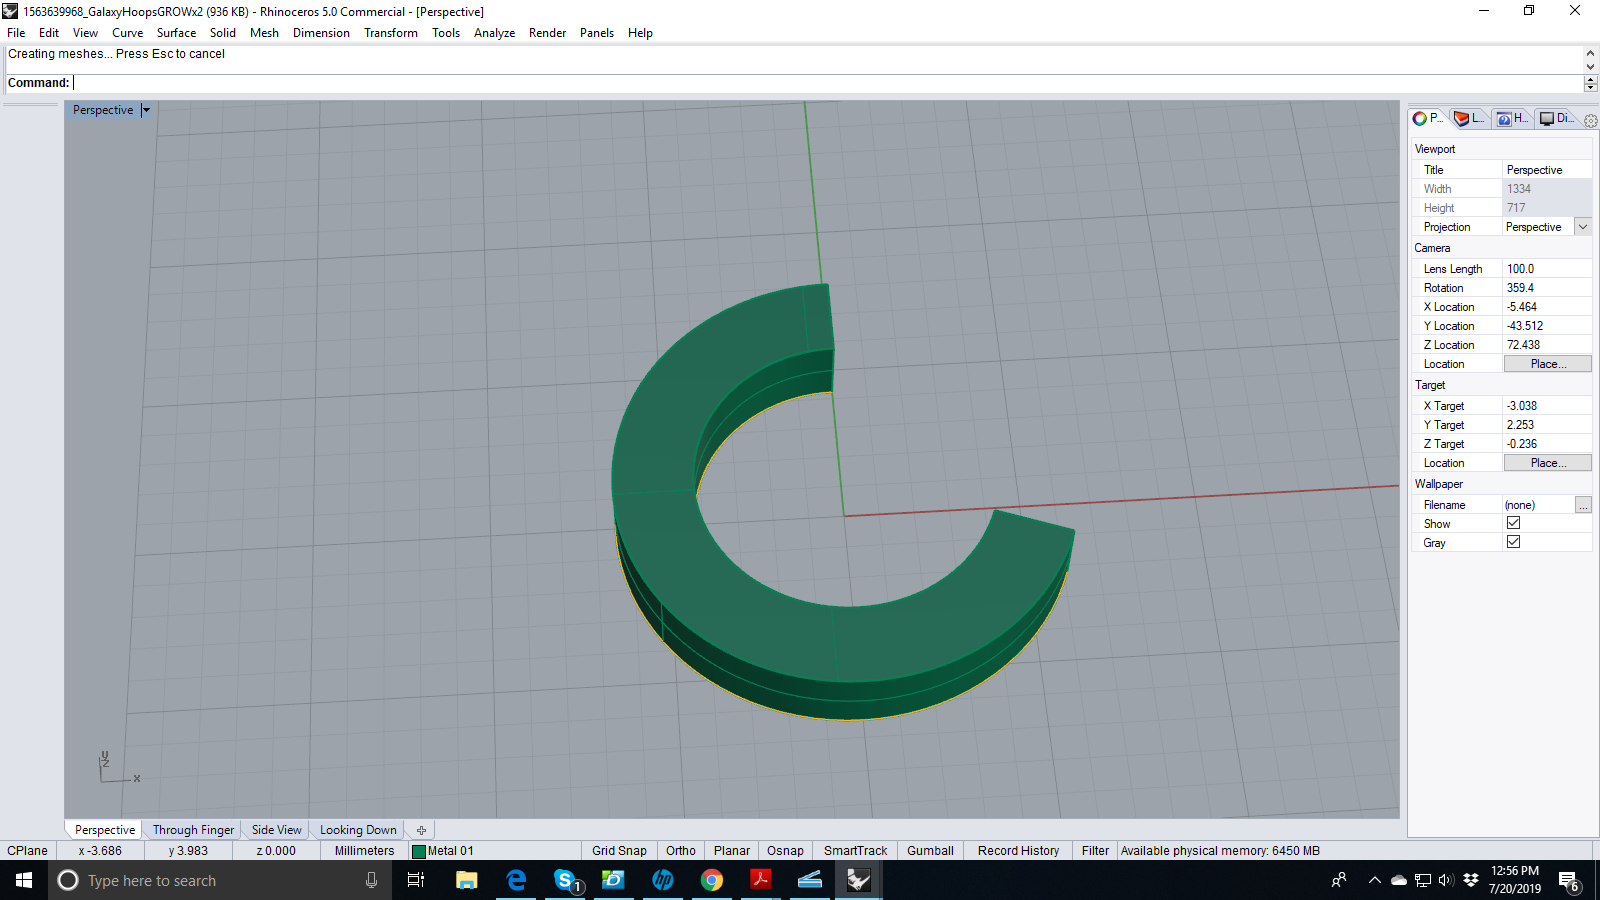 1563639968_GalaxyHoopsGROWx2 (936 KB) - Rhinoceros 5.0 Commercial - [Perspective]
File Edit View Curve Surface Solid Mesh Dimension Transform Tools Analyze Render Panels Help
Creating meshes... Press Esc to cancel
Command:
Perspective
P... L... H... Di...
Viewport
Title Perspective
Width 1334
Height 717
Projection Perspective
Camera
Lens Length 100.0
Rotation 359.4
X Location -5.464
Y Location -43.512
Z Location 72.438
Location Place...
Target
X Target -3.038
Y Target 2.253
Z Target -0.236
Location Place...
Wallpaper
Filename (none) ...
Show
Gray
y
z
x
Perspective Through Finger Side View Looking Down
CPlane x -3.686 y 3.983 z 0.000 Millimeters Metal 01 Grid Snap Ortho Planar Osnap SmartTrack Gumball Record History Filter Available physical memory: 6450 MB
Type here to search
1
12:56 PM
7/20/2019
6